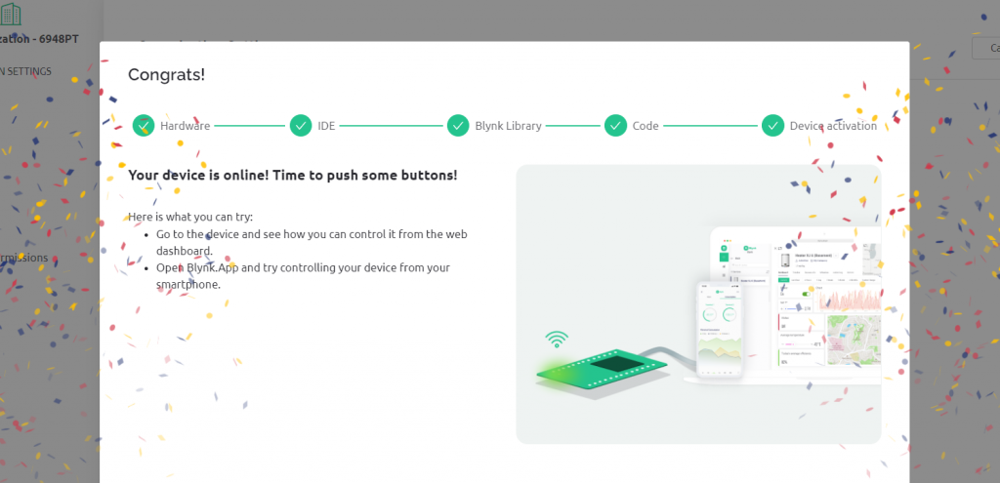 zation - 6948PT
N SETTINGS
Ca
Congrats!
Hardware
IDE
Blynk Library
Code
Device activation
Your device is online! Time to push some buttons!
Here is what you can try:
Go to the device and see how you can control it from the web
dashboard.
Open Blynk.App and try controlling your device from your
smartphone.
rmissions